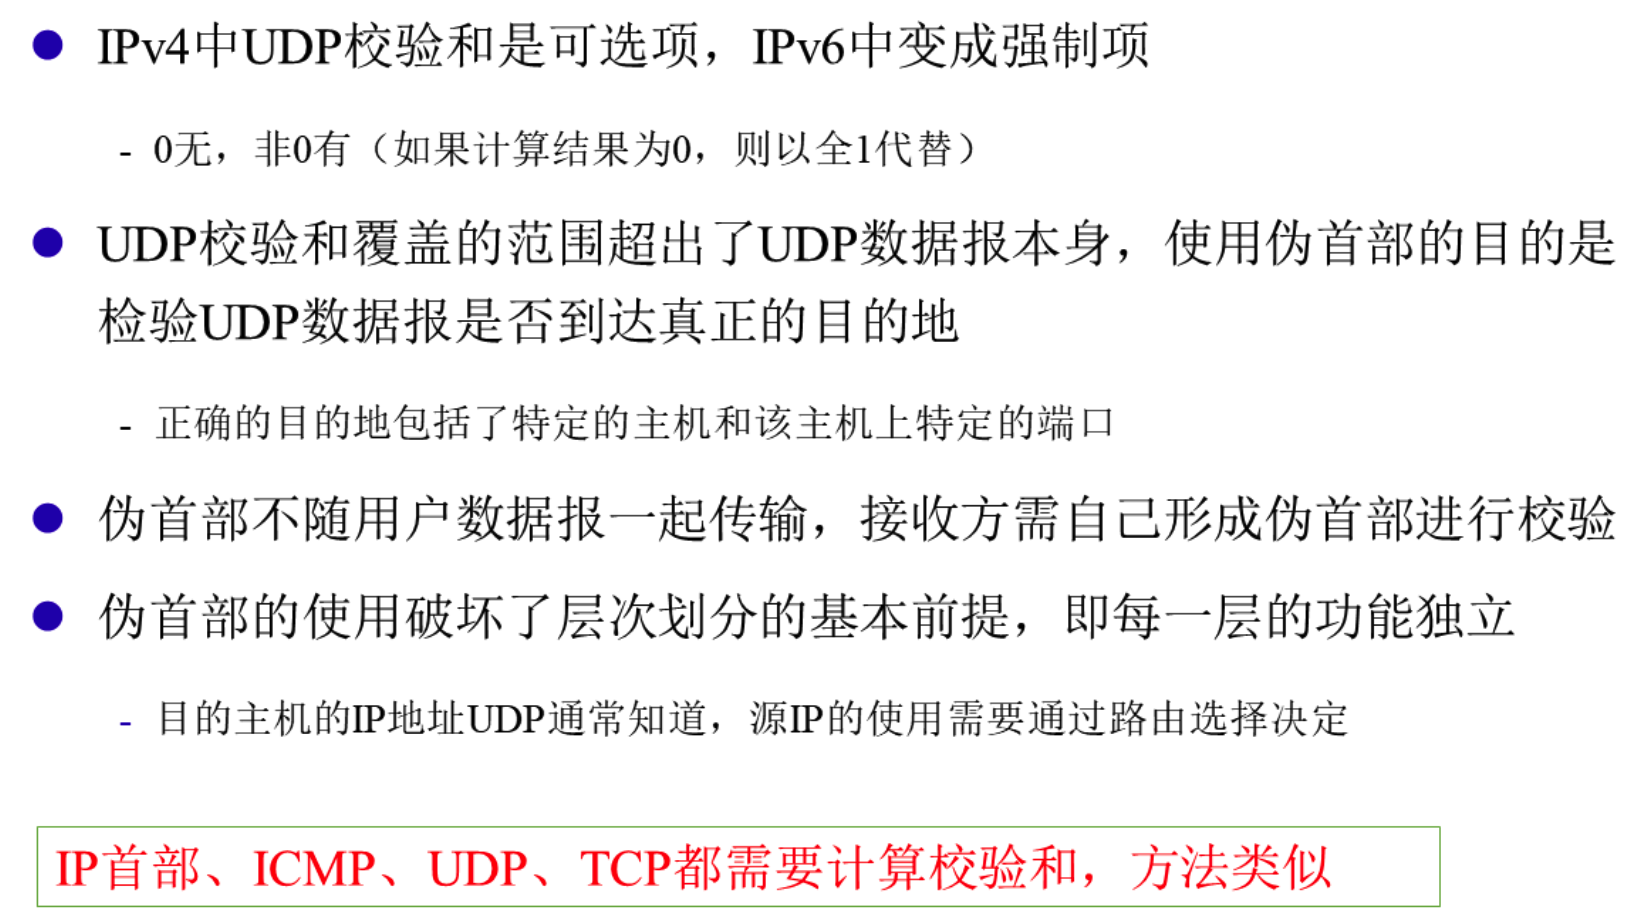 ● IPv4中UDP校验和是可选项，IPv6中变成强制项
- 0无，非0有（如果计算结果为0，则以全1代替）
● UDP校验和覆盖的范围超出了UDP数据报本身，使用伪首部的目的是
检验UDP数据报是否到达真正的目的地
- 正确的目的地包括了特定的主机和该主机上特定的端口
● 伪首部不随用户数据报一起传输，接收方需自己形成伪首部进行校验
● 伪首部的使用破坏了层次划分的基本前提，即每一层的功能独立
- 目的主机的IP地址UDP通常知道，源IP的使用需要通过路由选择决定
IP首部、ICMP、UDP、TCP都需要计算校验和，方法类似